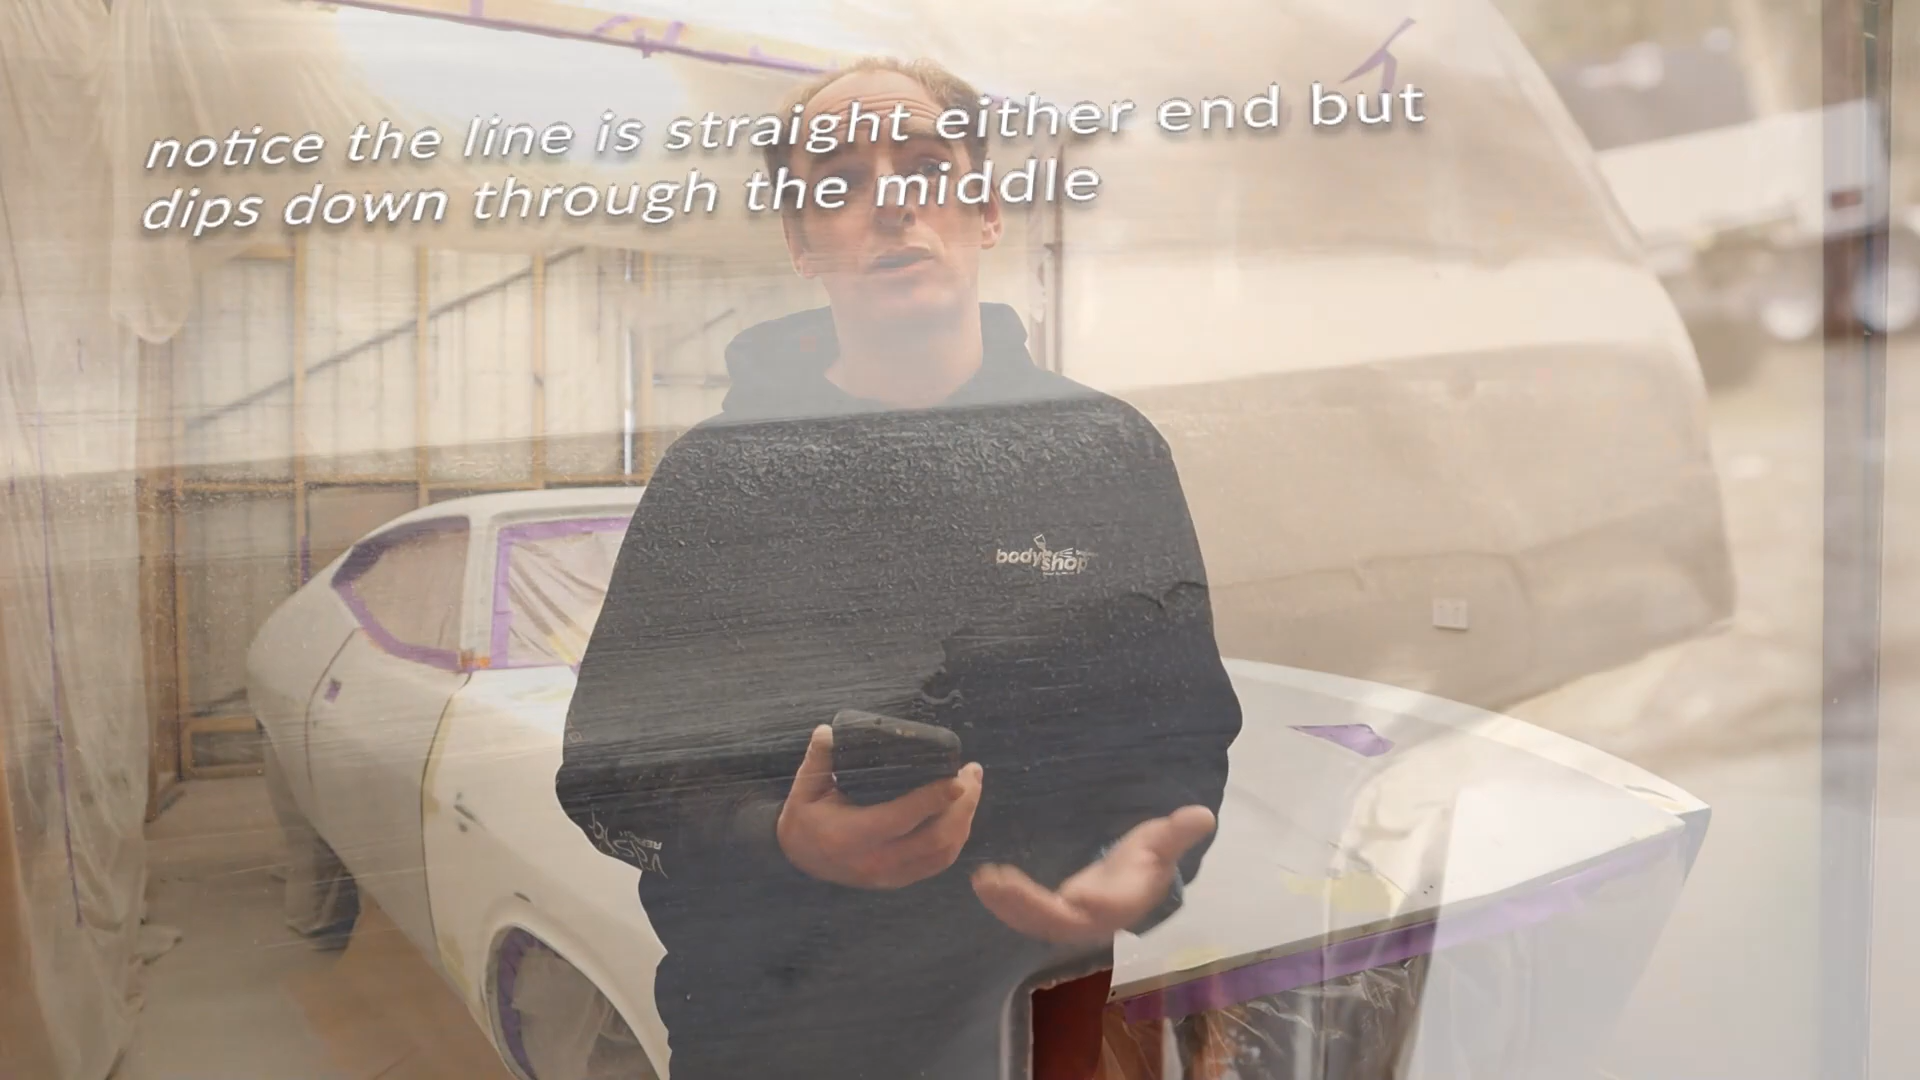 notice the line is straight either end but
dips down through the middle
body
shop